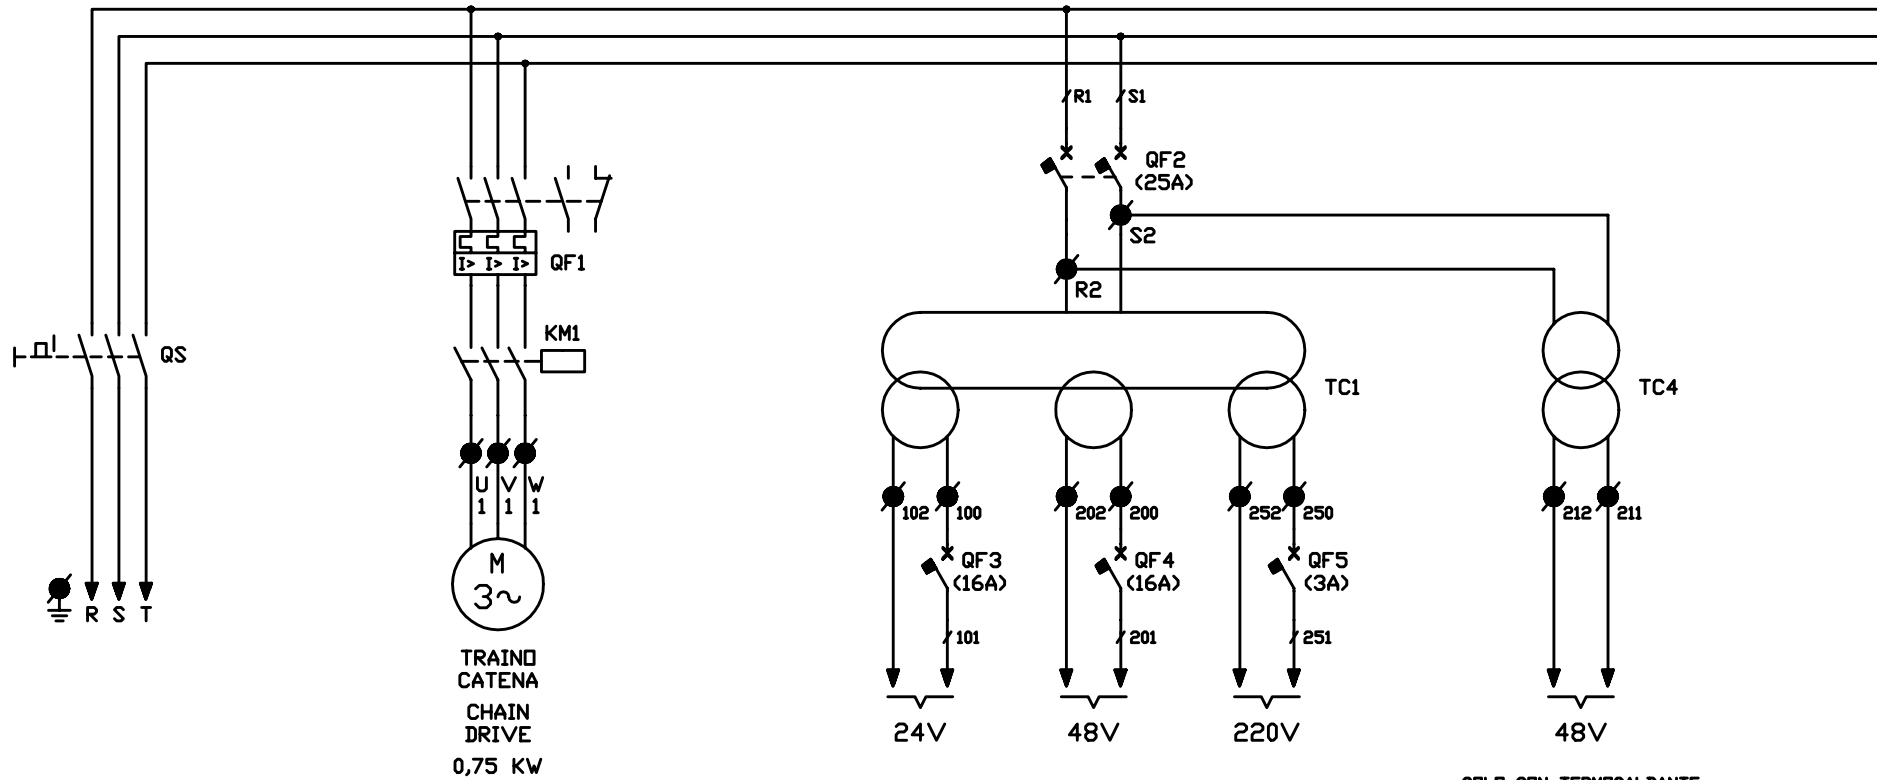 R1
S1
QF2
(25A)
S2
R2
QF1
KM1
QS
TC1
TC4
U
1
V
1
W
1
102
100
202
200
252
250
212
211
M
3~
QF3
(16A)
QF4
(16A)
QF5
(3A)
I>
I>
I>
R
S
T
101
201
251
TRAINO
CATENA
CHAIN
DRIVE
0,75 KW
24V
48V
220V
48V